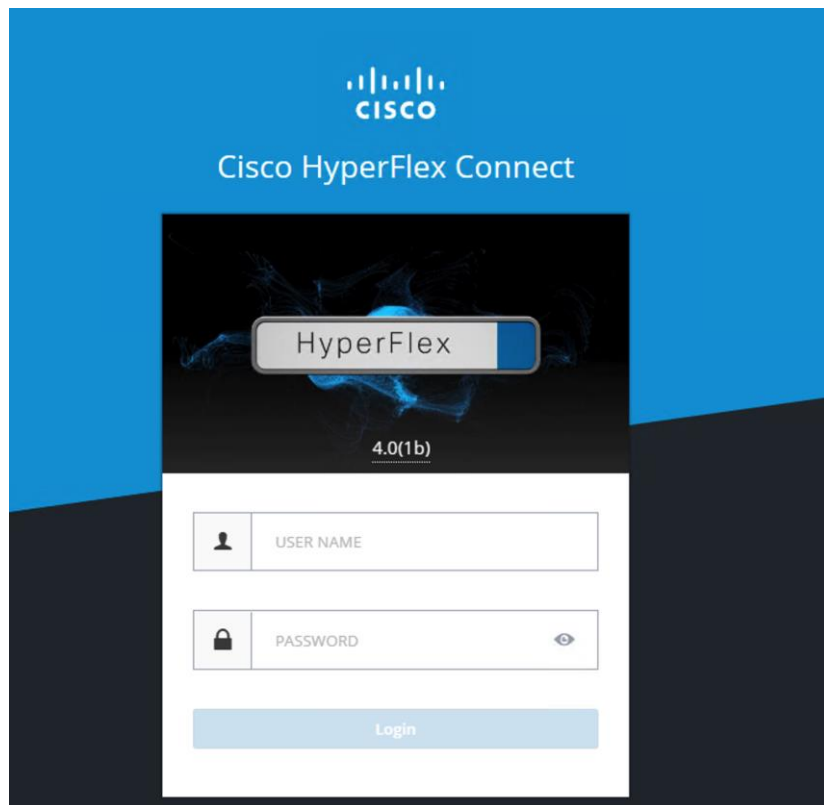 CISCO
Cisco HyperFlex Connect
HyperFlex
4.0(1b)
USER NAME
PASSWORD
Login